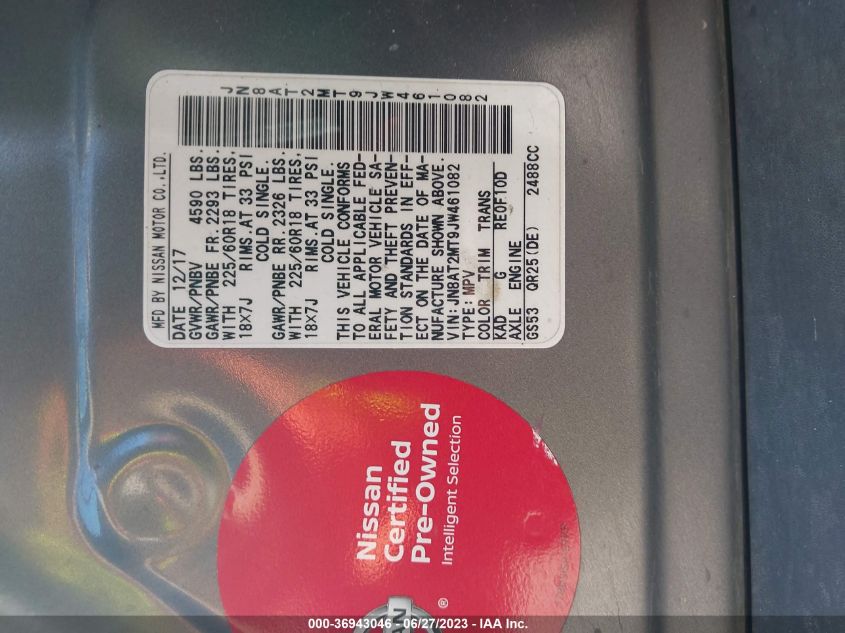 JN8AT2MT9JW461082
MFD BY NISSAN MOTOR CO.,LTD.
DATE 12/17
GVWR/PNBV 4590 LBS.
GAWR/PNBE FR. 2293 LBS.
WITH 225/60R18 TIRES,
18X7J RIMS. AT 33 PSI
COLD SINGLE.
GAWR/PNBE RR. 2326 LBS.
WITH 225/60R18 TIRES,
18X7J RIMS. AT 33 PSI
COLD SINGLE.
THIS VEHICLE CONFORMS
TO ALL APPLICABLE FED-
ERAL MOTOR VEHICLE SA-
FETY AND THEFT PREVEN-
TION STANDARDS IN EFF-
ECT ON THE DATE OF MA-
NUFACTURE SHOWN ABOVE.
VIN: JN8AT2MT9JW461082
TYPE: MPV
COLOR TRIM TRANS
KAD G RE0F10D
AXLE ENGINE
GS53 QR25(DE) 2488CC
Nissan
Certified
Pre-Owned
Intelligent Selection
®
000-36943046 - 06/27/2023 - IAA Inc.